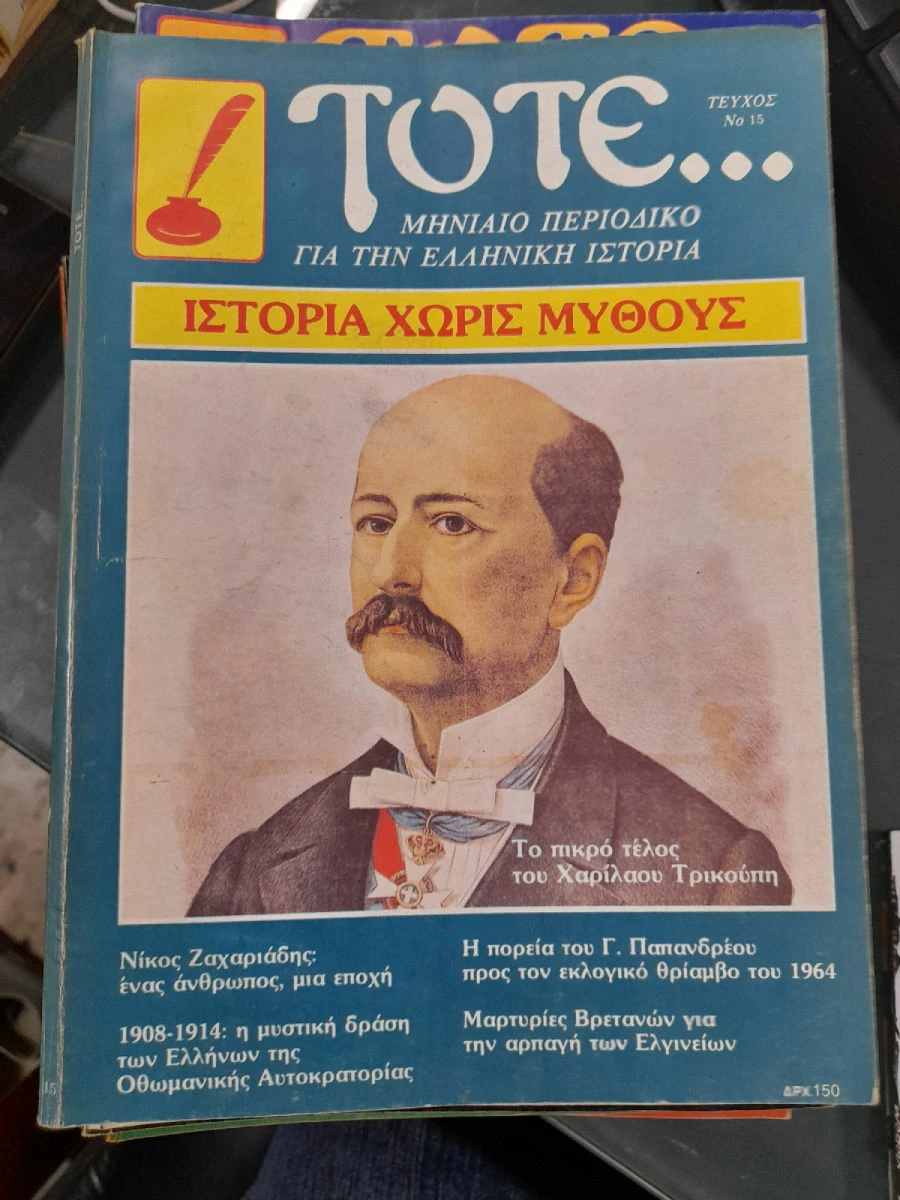 ΤΟΤΕ...
ΤΕΥΧΟΣ
Νο 15
ΜΗΝΙΑΙΟ ΠΕΡΙΟΔΙΚΟ
ΓΙΑ ΤΗΝ ΕΛΛΗΝΙΚΗ ΙΣΤΟΡΙΑ
ΙΣΤΟΡΙΑ ΧΩΡΙΣ ΜΥΘΟΥΣ
Το πικρό τέλος
του Χαρίλαου Τρικούπη
Νίκος Ζαχαριάδης:
ένας άνθρωπος, μια εποχή
1908-1914: η μυστική δράση
των Ελλήνων της
Οθωμανικής Αυτοκρατορίας
Η πορεία του Γ. Παπανδρέου
προς τον εκλογικό θρίαμβο του 1964
Μαρτυρίες Βρετανών για
την αρπαγή των Ελγινείων
ΔΡΧ.150
ΤΟΤΕ...
15